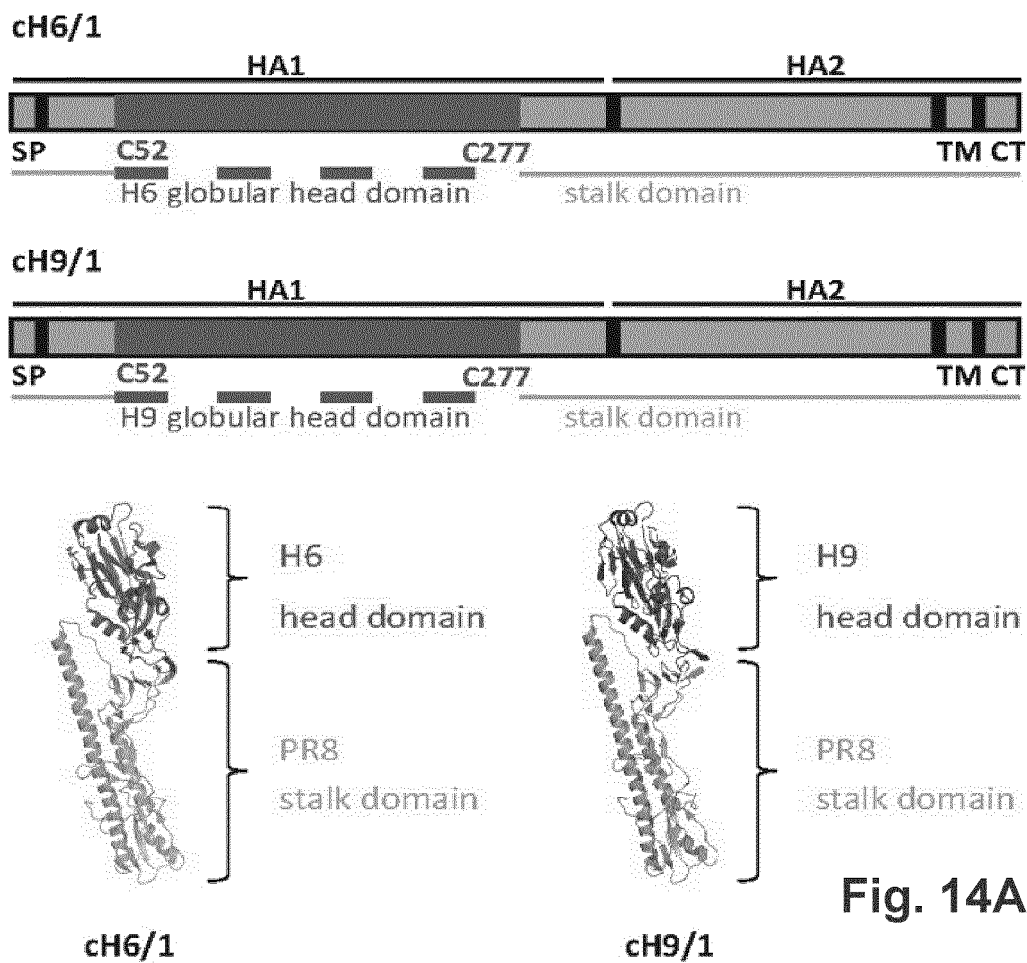 cH6/1
HA1 HA2
SP C52 C277 TM CT
H6 globular head domain stalk domain
cH9/1
HA1 HA2
SP C52 C277 TM CT
H9 globular head domain stalk domain
H6
head domain
H9
head domain
PR8
stalk domain
PR8
stalk domain
Fig. 14A
cH6/1 cH9/1